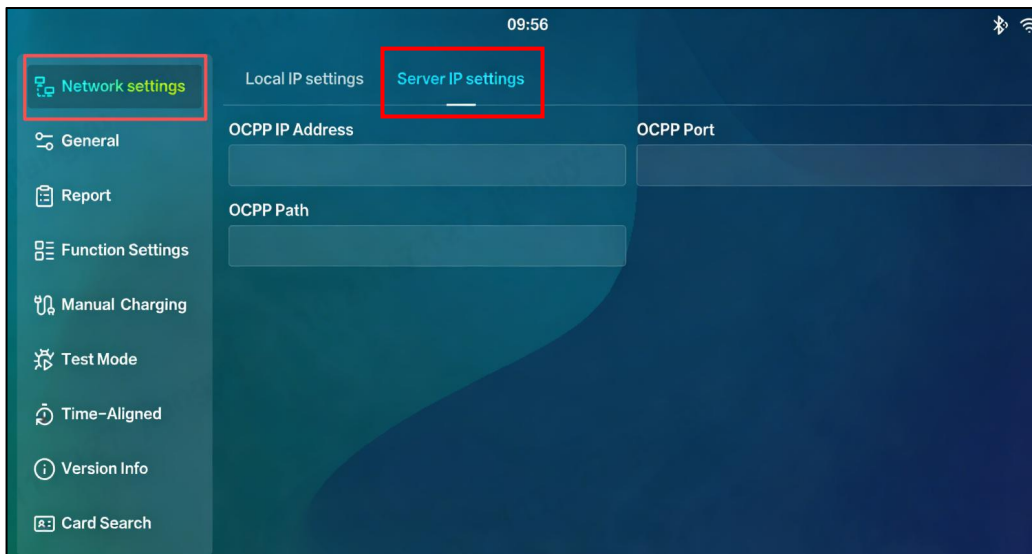 09:56
Network settings
Local IP settings
Server IP settings
General
OCPP IP Address
OCPP Port
Report
OCPP Path
Function Settings
Manual Charging
Test Mode
Time-Aligned
Version Info
Card Search